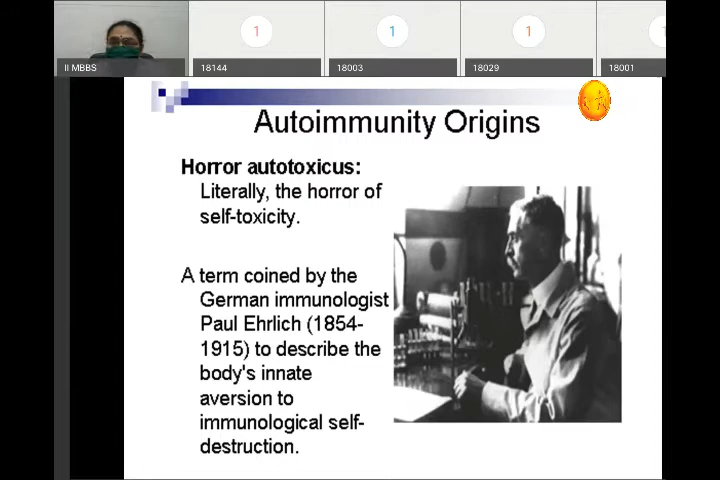 1
1
1
1
II MBBS
18144
18003
18029
18001
Autoimmunity Origins
Horror autotoxicus:
Literally, the horror of
self-toxicity.
A term coined by the
German immunologist
Paul Ehrlich (1854-
1915) to describe the
body's innate
aversion to
immunological self-
destruction.